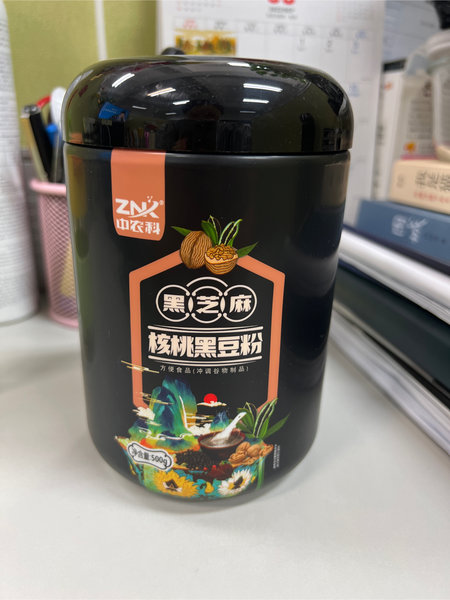 ZNK®
中农科
黑芝麻
核桃黑豆粉
方便食品(冲调谷物制品)
净含量:500g